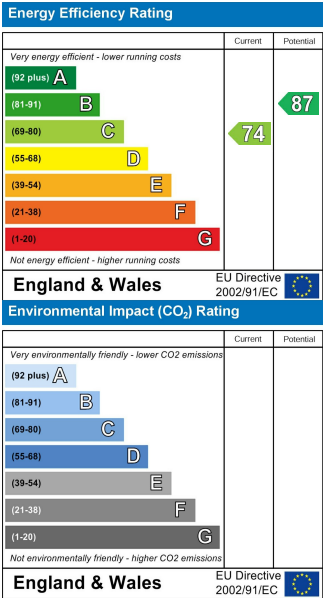 Energy Efficiency Rating
Current Potential
Very energy efficient - lower running costs
(92 plus) A
(81-91) B
87
(69-80) C
74
(55-68) D
(39-54) E
(21-38) F
(1-20) G
Not energy efficient - higher running costs
England & Wales
EU Directive
2002/91/EC
Environmental Impact (CO₂) Rating
Current Potential
Very environmentally friendly - lower CO2 emissions
(92 plus) A
(81-91) B
(69-80) C
(55-68) D
(39-54) E
(21-38) F
(1-20) G
Not environmentally friendly - higher CO2 emissions
England & Wales
EU Directive
2002/91/EC